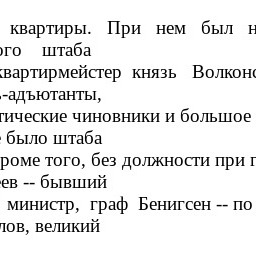 квартиры. При нем был
ого штаба
квартирмейстер князь Волконс
-адъютанты,
тические чиновники и большое
е было штаба
роме того, без должности при
еев -- бывший
министр, граф Бенигсен -- по
лов, великий